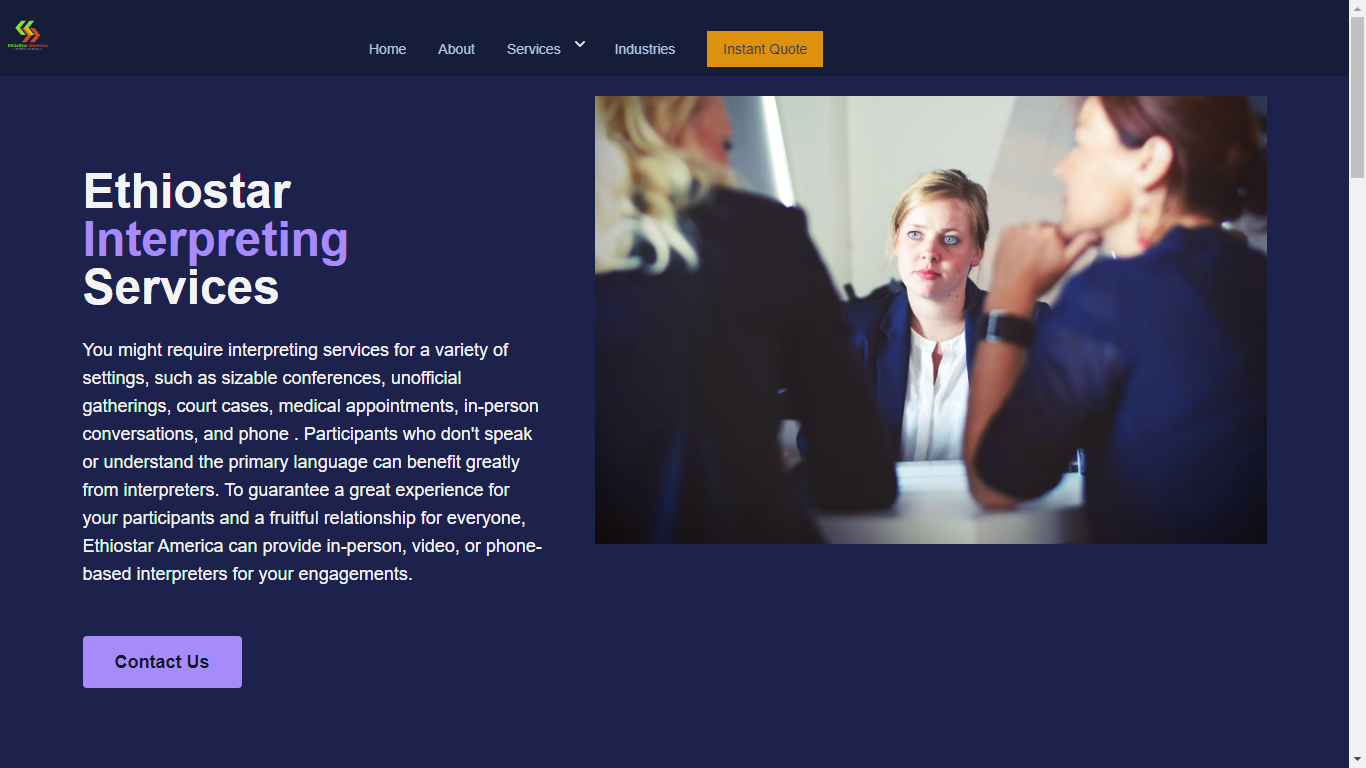 EthioStar America
Home
About
Services
Industries
Instant Quote
Ethiostar
Interpreting
Services
You might require interpreting services for a variety of
settings, such as sizable conferences, unofficial
gatherings, court cases, medical appointments, in-person
conversations, and phone . Participants who don't speak
or understand the primary language can benefit greatly
from interpreters. To guarantee a great experience for
your participants and a fruitful relationship for everyone,
Ethiostar America can provide in-person, video, or phone-
based interpreters for your engagements.
Contact Us